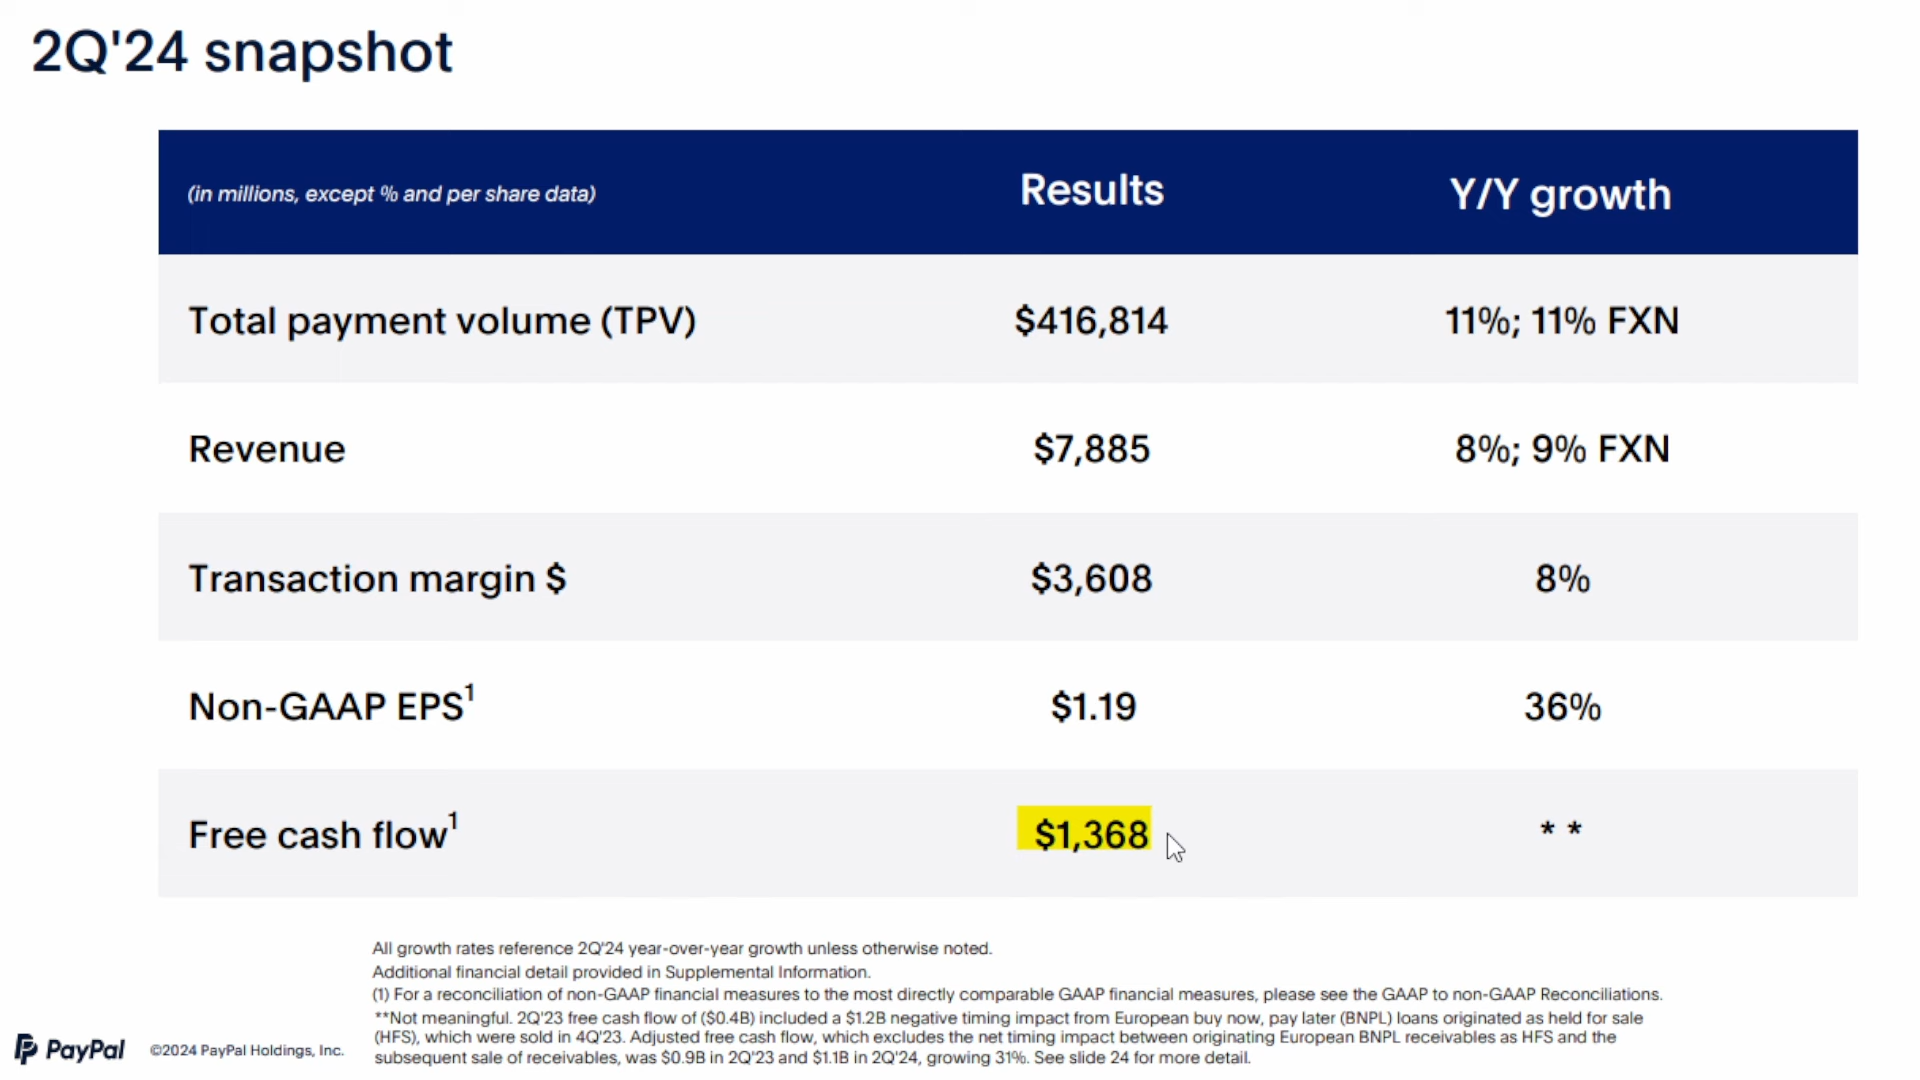 2Q'24 snapshot
(in millions, except % and per share data) Results Y/Y growth
Total payment volume (TPV) $416,814 11%; 11% FXN
Revenue $7,885 8%; 9% FXN
Transaction margin $ $3,608 8%
Non-GAAP EPS1 $1.19 36%
Free cash flow1 $1,368 * *
All growth rates reference 2Q'24 year-over-year growth unless otherwise noted.
Additional financial detail provided in Supplemental Information.
(1) For a reconciliation of non-GAAP financial measures to the most directly comparable GAAP financial measures, please see the GAAP to non-GAAP Reconciliations.
**Not meaningful. 2Q'23 free cash flow of ($0.4B) included a $1.2B negative timing impact from European buy now, pay later (BNPL) loans originated as held for sale
(HFS), which were sold in 4Q'23. Adjusted free cash flow, which excludes the net timing impact between originating European BNPL receivables as HFS and the
subsequent sale of receivables, was $0.9B in 2Q'23 and $1.1B in 2Q'24, growing 31%. See slide 24 for more detail.
PayPal ©2024 PayPal Holdings, Inc.